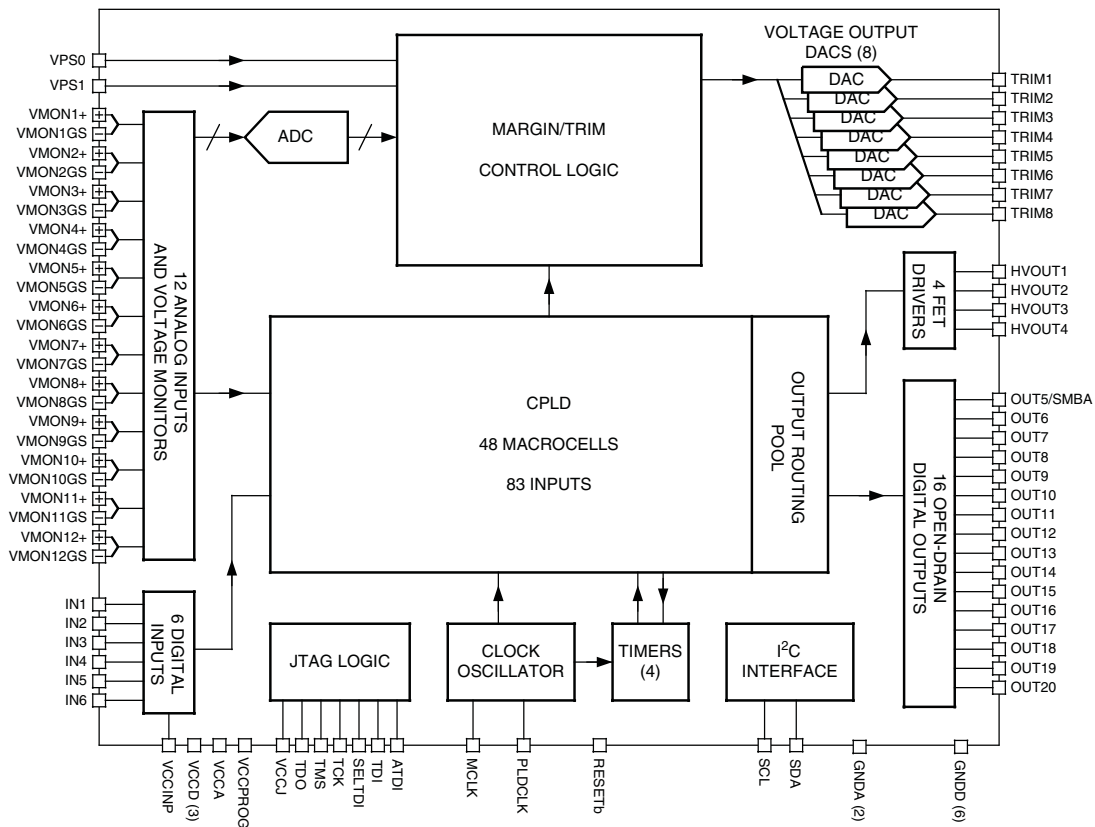 VPS0
VPS1
VMON1+
VMON1GS
VMON2+
VMON2GS
VMON3+
VMON3GS
VMON4+
VMON4GS
VMON5+
VMON5GS
VMON6+
VMON6GS
VMON7+
VMON7GS
VMON8+
VMON8GS
VMON9+
VMON9GS
VMON10+
VMON10GS
VMON11+
VMON11GS
VMON12+
VMON12GS
IN1
IN2
IN3
IN4
IN5
IN6
12 ANALOG INPUTS
AND VOLTAGE MONITORS
6 DIGITAL
INPUTS
ADC
MARGIN/TRIM
CONTROL LOGIC
VOLTAGE OUTPUT
DACS (8)
DAC
DAC
DAC
DAC
DAC
DAC
DAC
DAC
TRIM1
TRIM2
TRIM3
TRIM4
TRIM5
TRIM6
TRIM7
TRIM8
CPLD
48 MACROCELLS
83 INPUTS
OUTPUT ROUTING
POOL
4 FET
DRIVERS
HVOUT1
HVOUT2
HVOUT3
HVOUT4
16 OPEN-DRAIN
DIGITAL OUTPUTS
OUT5/SMBA
OUT6
OUT7
OUT8
OUT9
OUT10
OUT11
OUT12
OUT13
OUT14
OUT15
OUT16
OUT17
OUT18
OUT19
OUT20
JTAG LOGIC
CLOCK
OSCILLATOR
TIMERS
(4)
I²C
INTERFACE
VCCINP
VCCD (3)
VCCA
VCCPROG
VCCJ
TDO
TMS
TCK
SELTDI
TDI
ATDI
MCLK
PLDCLK
RESETb
SCL
SDA
GNDA (2)
GNDD (6)